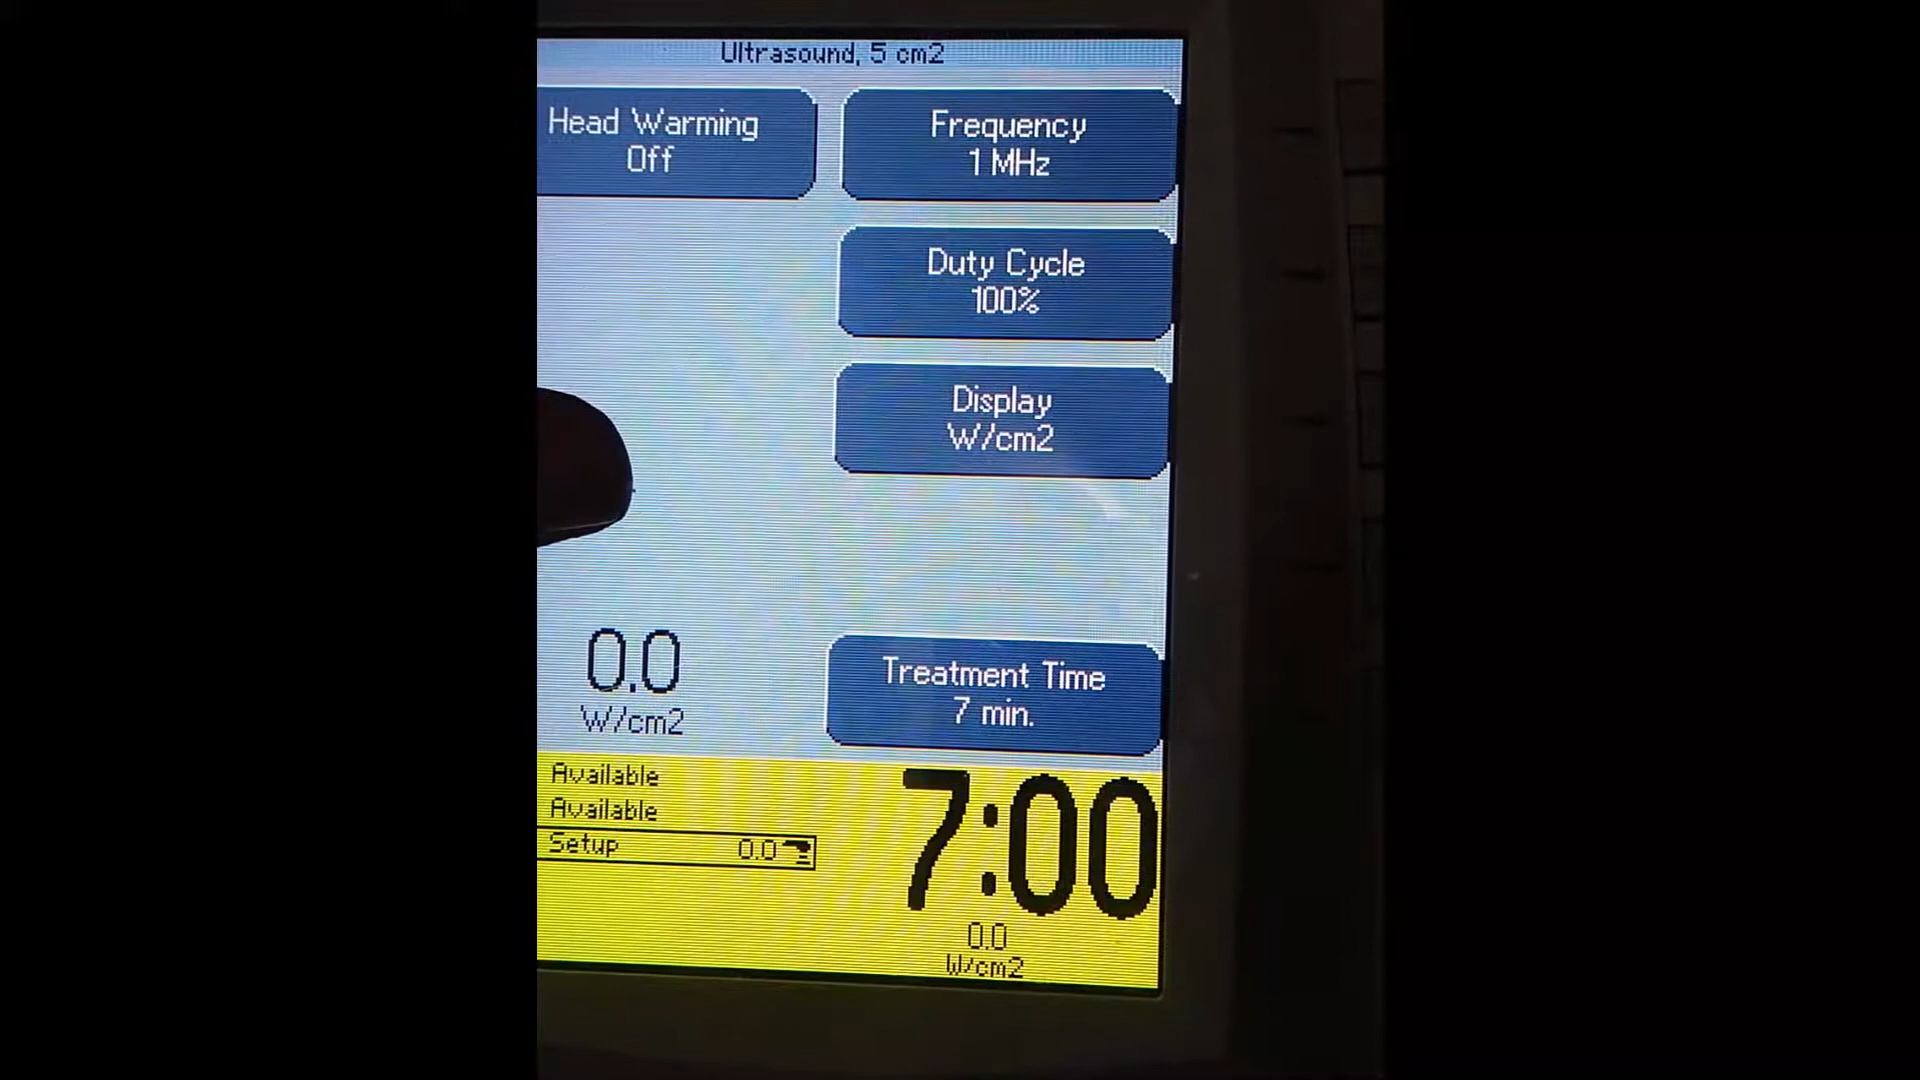 Ultrasound, 5 cm2
Head Warming
Off
Frequency
1 MHz
Duty Cycle
100%
Display
W/cm2
0.0
W/cm2
Treatment Time
7 min.
Available
Available
Setup 0.0
7:00
0.0
W/cm2